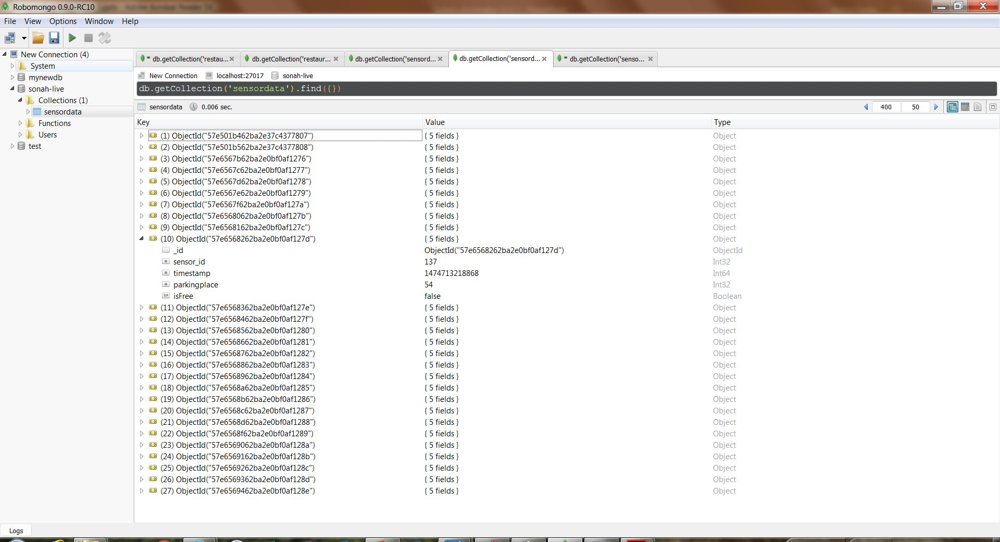 Robomongo 0.9.0-RC10
File View Options Window Help
New Connection (4)
System
mynewdb
sonah-live
Collections (1)
sensordata
Functions
Users
test
* db.getCollection('restau... db.getCollection('restaur... db.getCollection('sensord... db.getCollection('sensord... * db.getCollection('senso...
New Connection localhost:27017 sonah-live
db.getCollection('sensordata').find({})
sensordata 0.006 sec. 400 50
Key Value Type
(1) ObjectId("57e501b462ba2e37c4377807") { 5 fields } Object
(2) ObjectId("57e501b562ba2e37c4377808") { 5 fields } Object
(3) ObjectId("57e6567b62ba2e0bf0af1276") { 5 fields } Object
(4) ObjectId("57e6567c62ba2e0bf0af1277") { 5 fields } Object
(5) ObjectId("57e6567d62ba2e0bf0af1278") { 5 fields } Object
(6) ObjectId("57e6567e62ba2e0bf0af1279") { 5 fields } Object
(7) ObjectId("57e6567f62ba2e0bf0af127a") { 5 fields } Object
(8) ObjectId("57e6568062ba2e0bf0af127b") { 5 fields } Object
(9) ObjectId("57e6568162ba2e0bf0af127c") { 5 fields } Object
(10) ObjectId("57e6568262ba2e0bf0af127d") { 5 fields } Object
_id ObjectId("57e6568262ba2e0bf0af127d") ObjectId
sensor_id 137 Int32
timestamp 1474713218868 Int64
parkingplace 54 Int32
T/F isFree false Boolean
(11) ObjectId("57e6568362ba2e0bf0af127e") { 5 fields } Object
(12) ObjectId("57e6568462ba2e0bf0af127f") { 5 fields } Object
(13) ObjectId("57e6568562ba2e0bf0af1280") { 5 fields } Object
(14) ObjectId("57e6568662ba2e0bf0af1281") { 5 fields } Object
(15) ObjectId("57e6568762ba2e0bf0af1282") { 5 fields } Object
(16) ObjectId("57e6568862ba2e0bf0af1283") { 5 fields } Object
(17) ObjectId("57e6568962ba2e0bf0af1284") { 5 fields } Object
(18) ObjectId("57e6568a62ba2e0bf0af1285") { 5 fields } Object
(19) ObjectId("57e6568b62ba2e0bf0af1286") { 5 fields } Object
(20) ObjectId("57e6568c62ba2e0bf0af1287") { 5 fields } Object
(21) ObjectId("57e6568d62ba2e0bf0af1288") { 5 fields } Object
(22) ObjectId("57e6568f62ba2e0bf0af1289") { 5 fields } Object
(23) ObjectId("57e6569062ba2e0bf0af128a") { 5 fields } Object
(24) ObjectId("57e6569162ba2e0bf0af128b") { 5 fields } Object
(25) ObjectId("57e6569262ba2e0bf0af128c") { 5 fields } Object
(26) ObjectId("57e6569362ba2e0bf0af128d") { 5 fields } Object
(27) ObjectId("57e6569462ba2e0bf0af128e") { 5 fields } Object
Logs